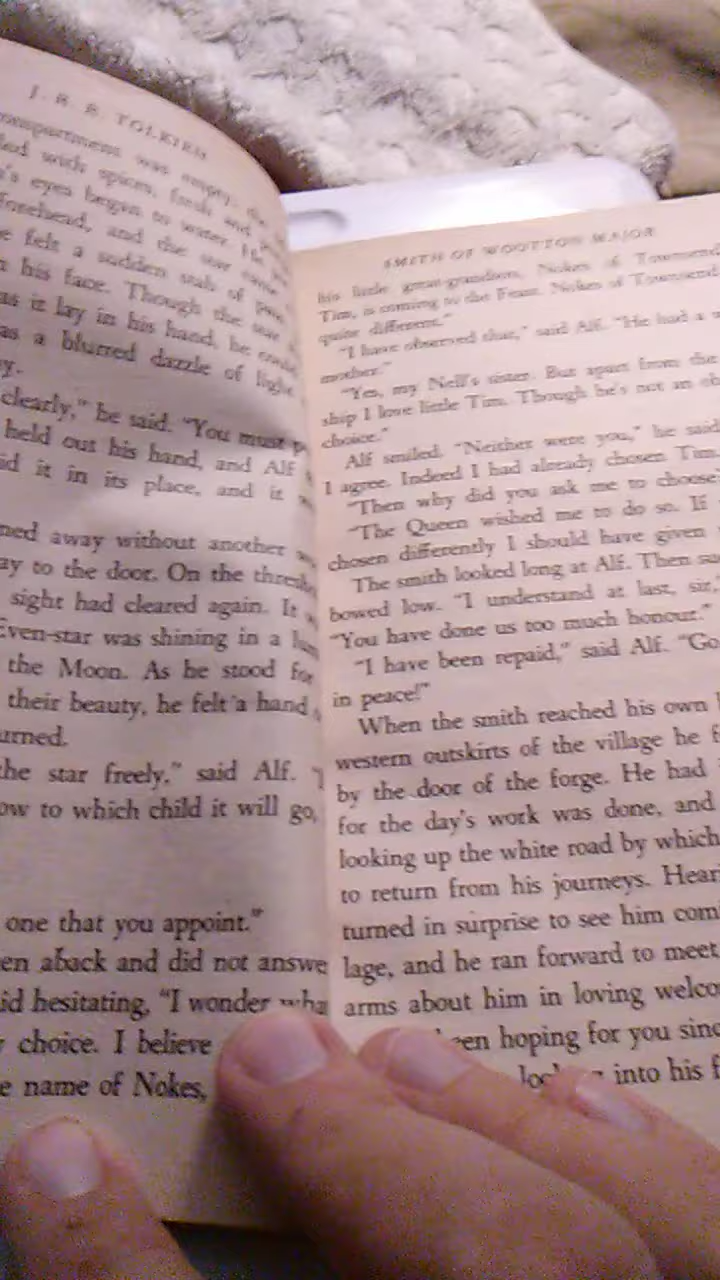 J. R. R. TOLKIEN
compartment was empty,
led with spices, fresh and
's eyes began to water. He
forehead, and the star came
e felt a sudden stab of
his face. Though the star
as it lay in his hand, he could
as a blurred dazzle of light
y.
clearly," he said. "You must
held out his hand, and Alf
id it in its place, and it
ned away without another
ay to the door. On the thresh
sight had cleared again. It
Even-star was shining in a
the Moon. As he stood for
their beauty, he felt a hand
urned.
the star freely," said Alf.
ow to which child it will go,
one that you appoint."
en aback and did not answe
id hesitating, "I wonder wha
choice. I believe
e name of Nokes,
SMITH OF WOOTTON MAJOR
his little great-grandson, Nokes of Townsend
Tim, is coming to the Feast. Nokes of Townsend
quite different."
"I have observed that," said Alf. "He had a
mother."
"Yes, my Nell's sister. But apart from the
ship I love little Tim. Though he's not an ob
choice."
Alf smiled. "Neither were you," he said
I agree. Indeed I had already chosen Tim.
"Then why did you ask me to choose
"The Queen wished me to do so. If
chosen differently I should have given
The smith looked long at Alf. Then su
bowed low. "I understand at last, sir,
"You have done us too much honour."
"I have been repaid," said Alf. "Go
in peace!"
When the smith reached his own
western outskirts of the village he f
by the door of the forge. He had
for the day's work was done, and
looking up the white road by which
to return from his journeys. Heari
turned in surprise to see him com
lage, and he ran forward to meet
arms about him in loving welco
een hoping for you sinc
into his f